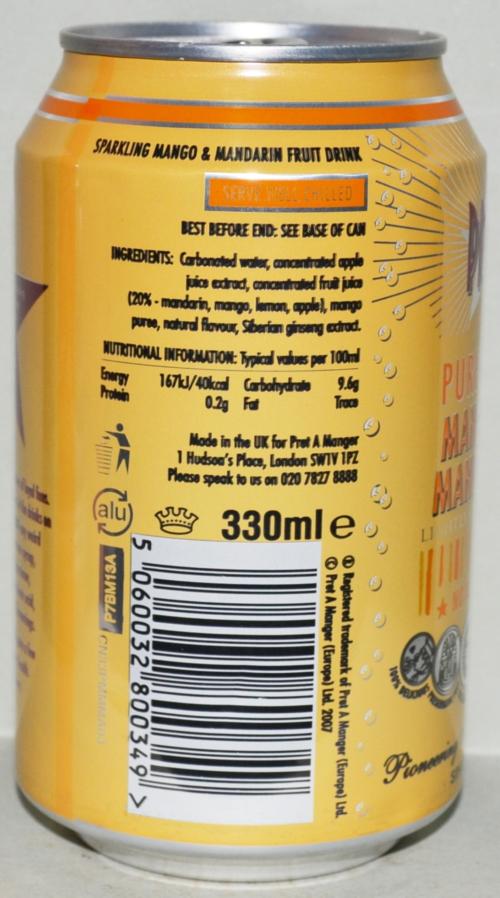 SPARKLING MANGO & MANDARIN FRUIT DRINK
SERVE WELL CHILLED
BEST BEFORE END: SEE BASE OF CAN
INGREDIENTS: Carbonated water, concentrated apple
juice extract, concentrated fruit juice
(20% - mandarin, mango, lemon, apple), mango
puree, natural flavour, Siberian ginseng extract.
NUTRITIONAL INFORMATION: Typical values per 100ml
Energy 167kJ/40kcal Carbohydrate 9.6g
Protein 0.2g Fat Trace
Made in the UK for Pret A Manger
1 Hudson's Place, London SW1V 1PZ
Please speak to us on 020 7827 8888
alu
330ml e
P7BM13A
5 060032 800349 >
® Registered trademark of Pret A Manger (Europe) Ltd.
© Pret A Manger (Europe) Ltd. 2007
PUR
MA
MAN
100%
Pioneering